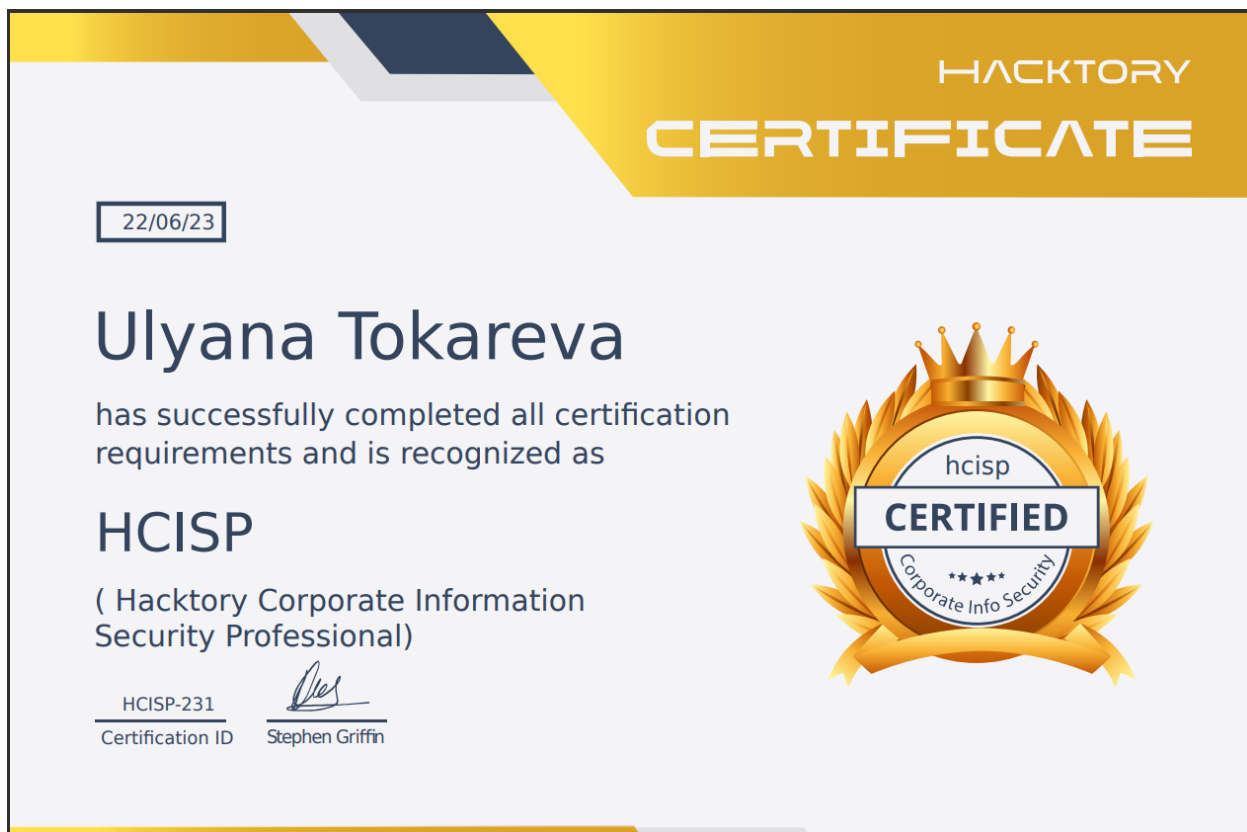 HACKTORY
CERTIFICATE
22/06/23
Ulyana Tokareva
has successfully completed all certification
requirements and is recognized as
HCISP
( Hacktory Corporate Information
Security Professional)
HCISP-231
Certification ID
Stephen Griffin
hcisp
CERTIFIED
Corporate Info Security